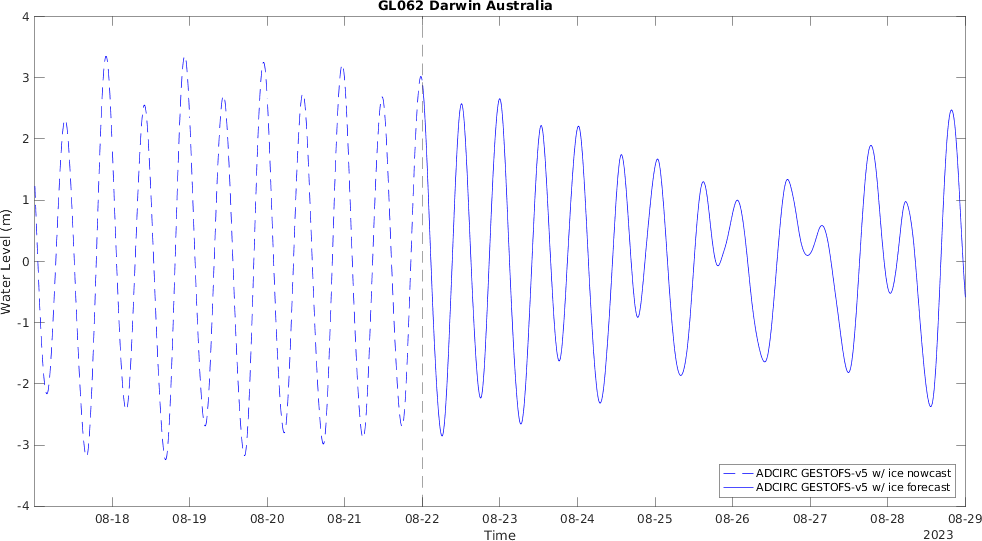 GL062 Darwin Australia
4
3
2
1
0
-1
-2
-3
-4
Water Level (m)
ADCIRC GESTOFS-v5 w/ ice nowcast
ADCIRC GESTOFS-v5 w/ ice forecast
08-18 08-19 08-20 08-21 08-22 08-23 08-24 08-25 08-26 08-27 08-28 08-29
Time
2023